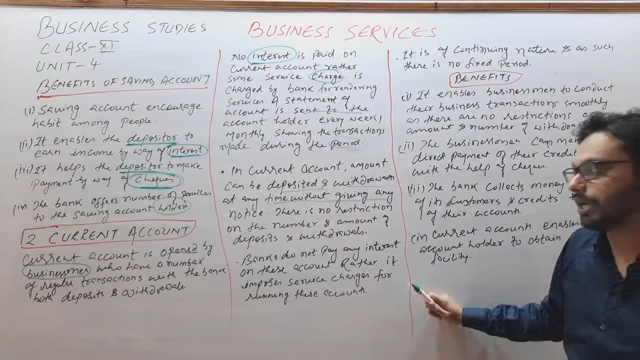 BUSINESS STUDIES
CLASS-XI
UNIT-4
BUSINESS SERVICES
BENEFITS OF SAVING ACCOUNT
(i) Saving account encourage
habit among people.
(ii) It enables the depositor to
earn income by way of interest
(iii) It helps the depositor to make
Payment by way of cheques
(iv The bank offers number of services
to the saving account holder
2 CURRENT ACCOUNT
Current account is opened by
businessmen who have a number
of regular transactions with the bank
both deposits & withdrawals
No interest is paid on
current account rather
some service charge is
charged by bank for rendering
services. A statement of
account is sent to the
account holder every week/
Monthly showing the transactions
made during the period.
. In current Account, amount
can be deposited & withdrawn
at any time without giving any
notice. There is no restriction
on the number & amount of
deposits & withdrawals.
. Banks do not pay any interest
on these account Rather it
imposes service charges for
running these account.
. It is of continuing nature & as such
there is no fixed period.
BENEFITS
(i) It enables businessmen to conduct
their business transactions smoothly
as there are no restrictions on
amount & number of withdra
(ii) The businessmen can ma
direct payment of their credit
with the help of cheques
(iii) The bank collects money
of its customers & credits
of their accounts.
(iv Current accounts enables
account holder to obtain
facility.